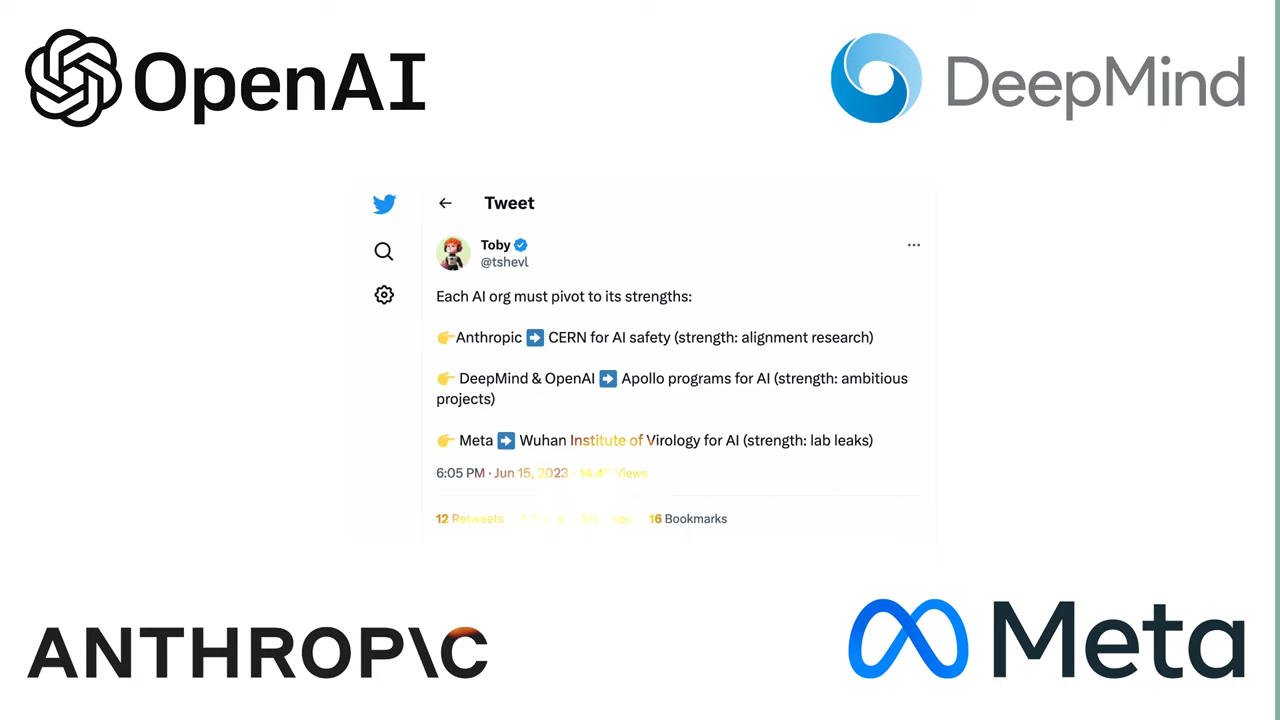 OpenAI
DeepMind
Tweet
Toby
@tshevl
Each AI org must pivot to its strengths:
👉Anthropic ➡️ CERN for AI safety (strength: alignment research)
👉 DeepMind & OpenAI ➡️ Apollo programs for AI (strength: ambitious
projects)
👉 Meta ➡️ Wuhan Institute of Virology for AI (strength: lab leaks)
6:05 PM · Jun 15, 2023 · Views
12 Retweets 16 Bookmarks
ANTHROP\C
Meta